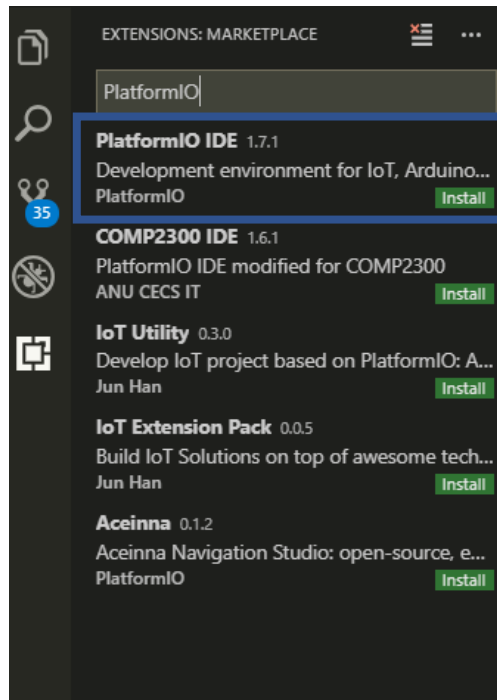 EXTENSIONS: MARKETPLACE
PlatformIO
PlatformIO IDE 1.7.1
Development environment for IoT, Arduino...
PlatformIO Install
35
COMP2300 IDE 1.6.1
PlatformIO IDE modified for COMP2300
ANU CECS IT Install
IoT Utility 0.3.0
Develop IoT project based on PlatformIO: A...
Jun Han Install
IoT Extension Pack 0.0.5
Build IoT Solutions on top of awesome tech...
Jun Han Install
Aceinna 0.1.2
Aceinna Navigation Studio: open-source, e...
PlatformIO Install